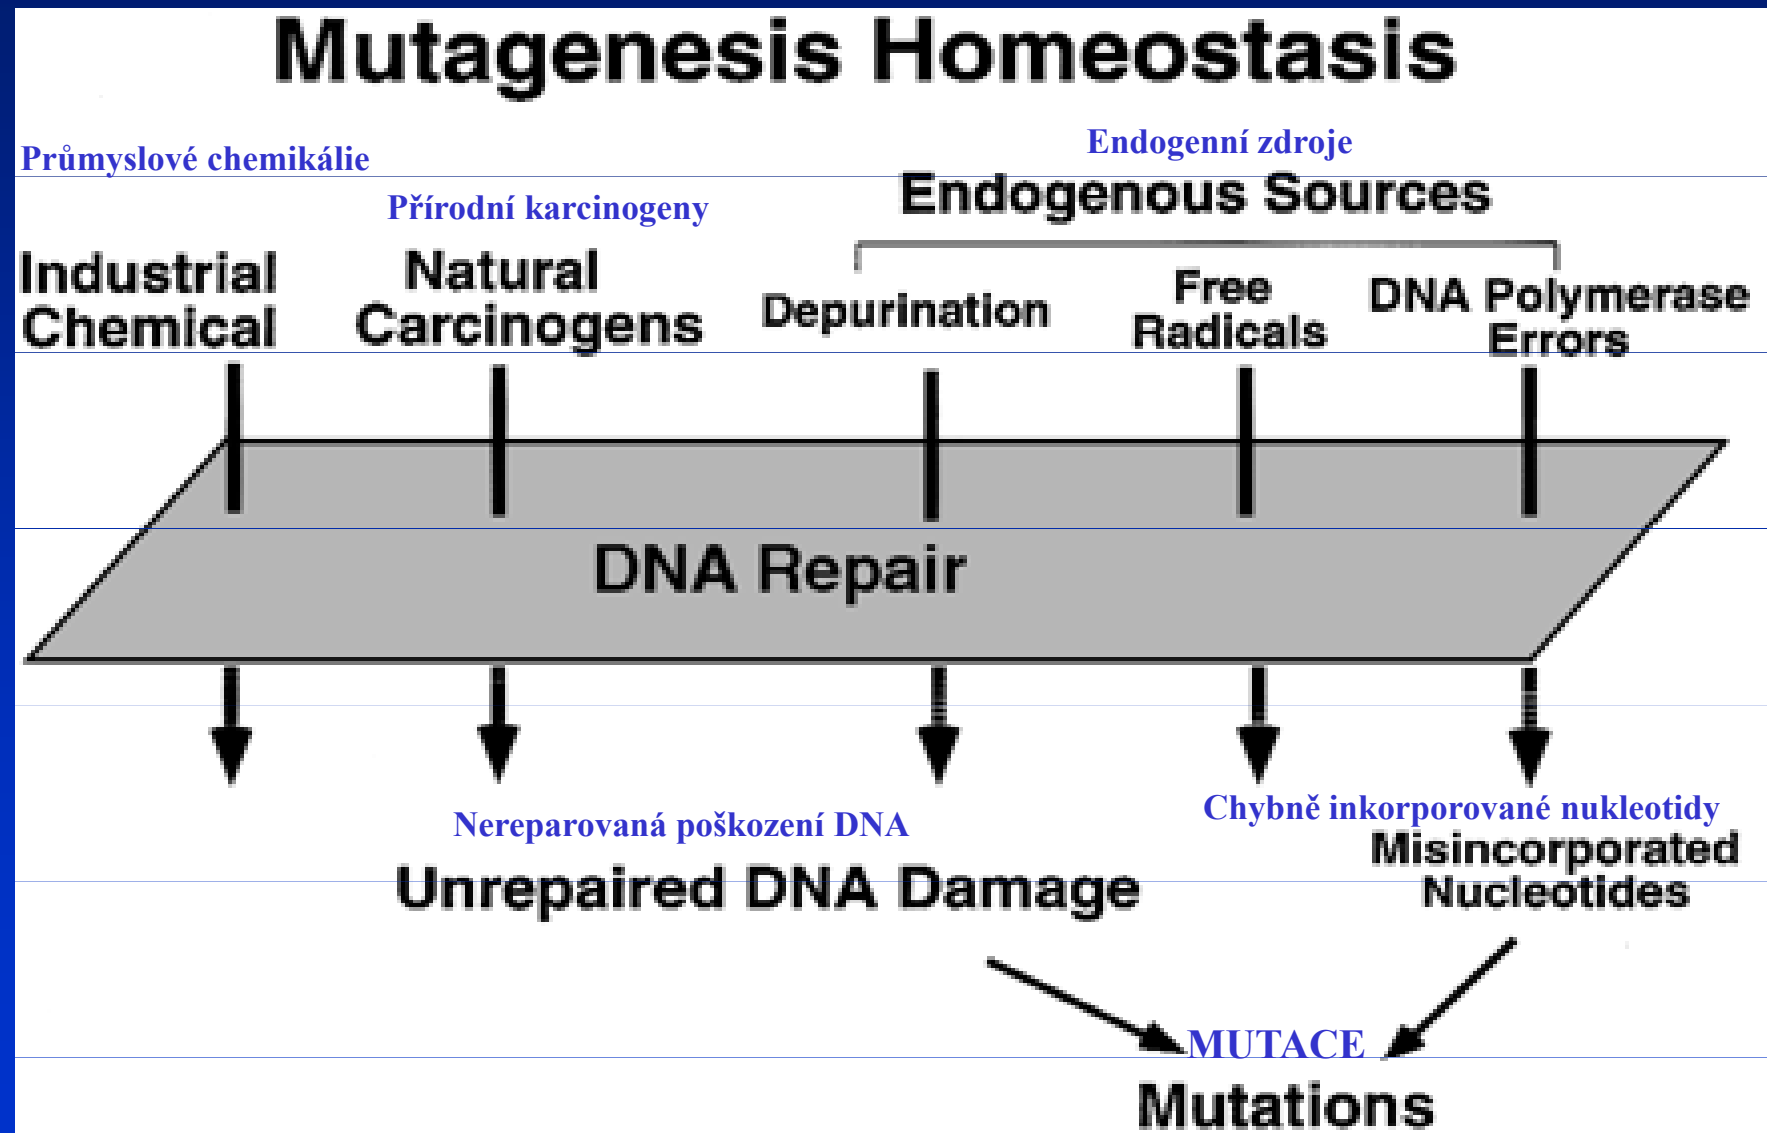 Mutagenesis Homeostasis
Průmyslové chemikálie
Přírodní karcinogeny
Endogenní zdroje
Endogenous Sources
Industrial
Chemical
Natural
Carcinogens
Depurination
Free
Radicals
DNA Polymerase
Errors
DNA Repair
Nereparovaná poškození DNA
Unrepaired DNA Damage
Chybně inkorporované nukleotidy
Misincorporated
Nucleotides
MUTACE
Mutations